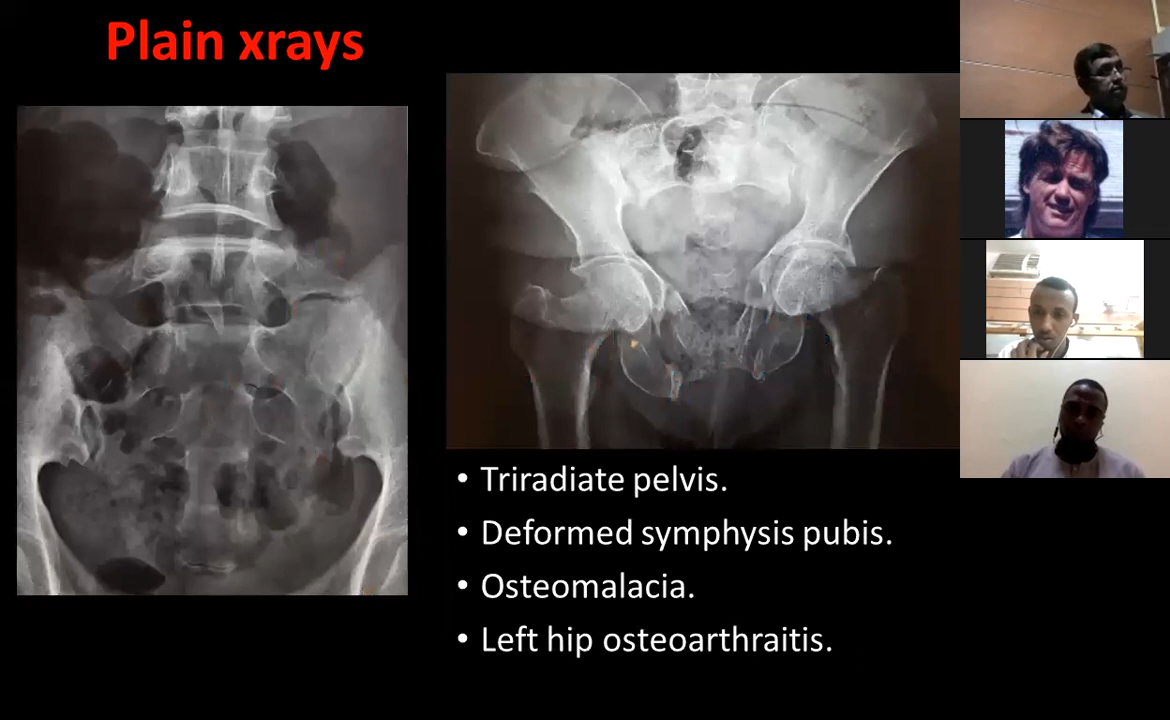 Plain xrays
• Triradiate pelvis.
• Deformed symphysis pubis.
• Osteomalacia.
• Left hip osteoarthraitis.